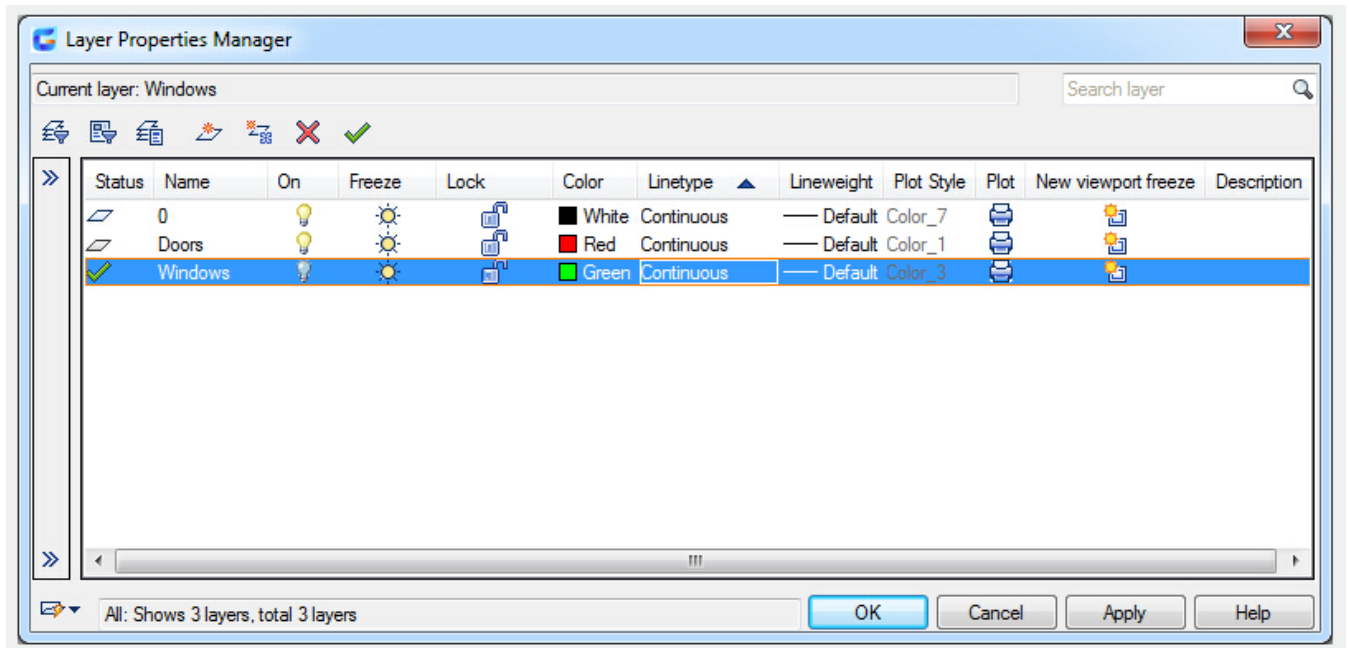 Layer Properties Manager
Current layer: Windows
Search layer
Status Name On Freeze Lock Color Linetype Lineweight Plot Style Plot New viewport freeze Description
0 White Continuous Default Color_7
Doors Red Continuous Default Color_1
Windows Green Continuous Default Color_3
All: Shows 3 layers, total 3 layers
OK Cancel Apply Help